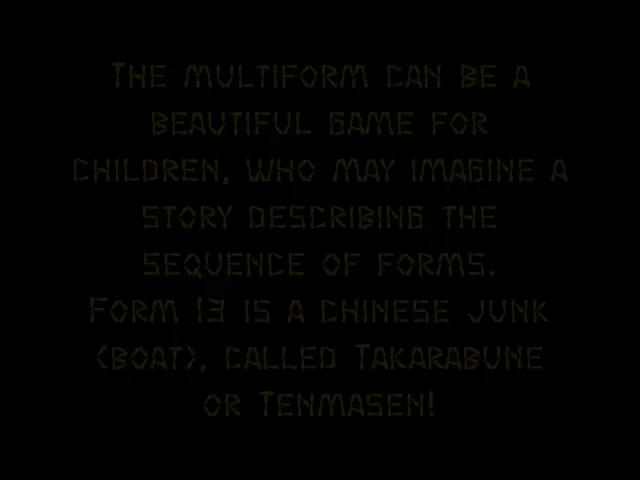 The multiform can be a
beautiful game for
children, who may imagine a
story describing the
sequence of forms.
Form 13 is a chinese junk
(boat), called Takarabune
or Tenmasen!